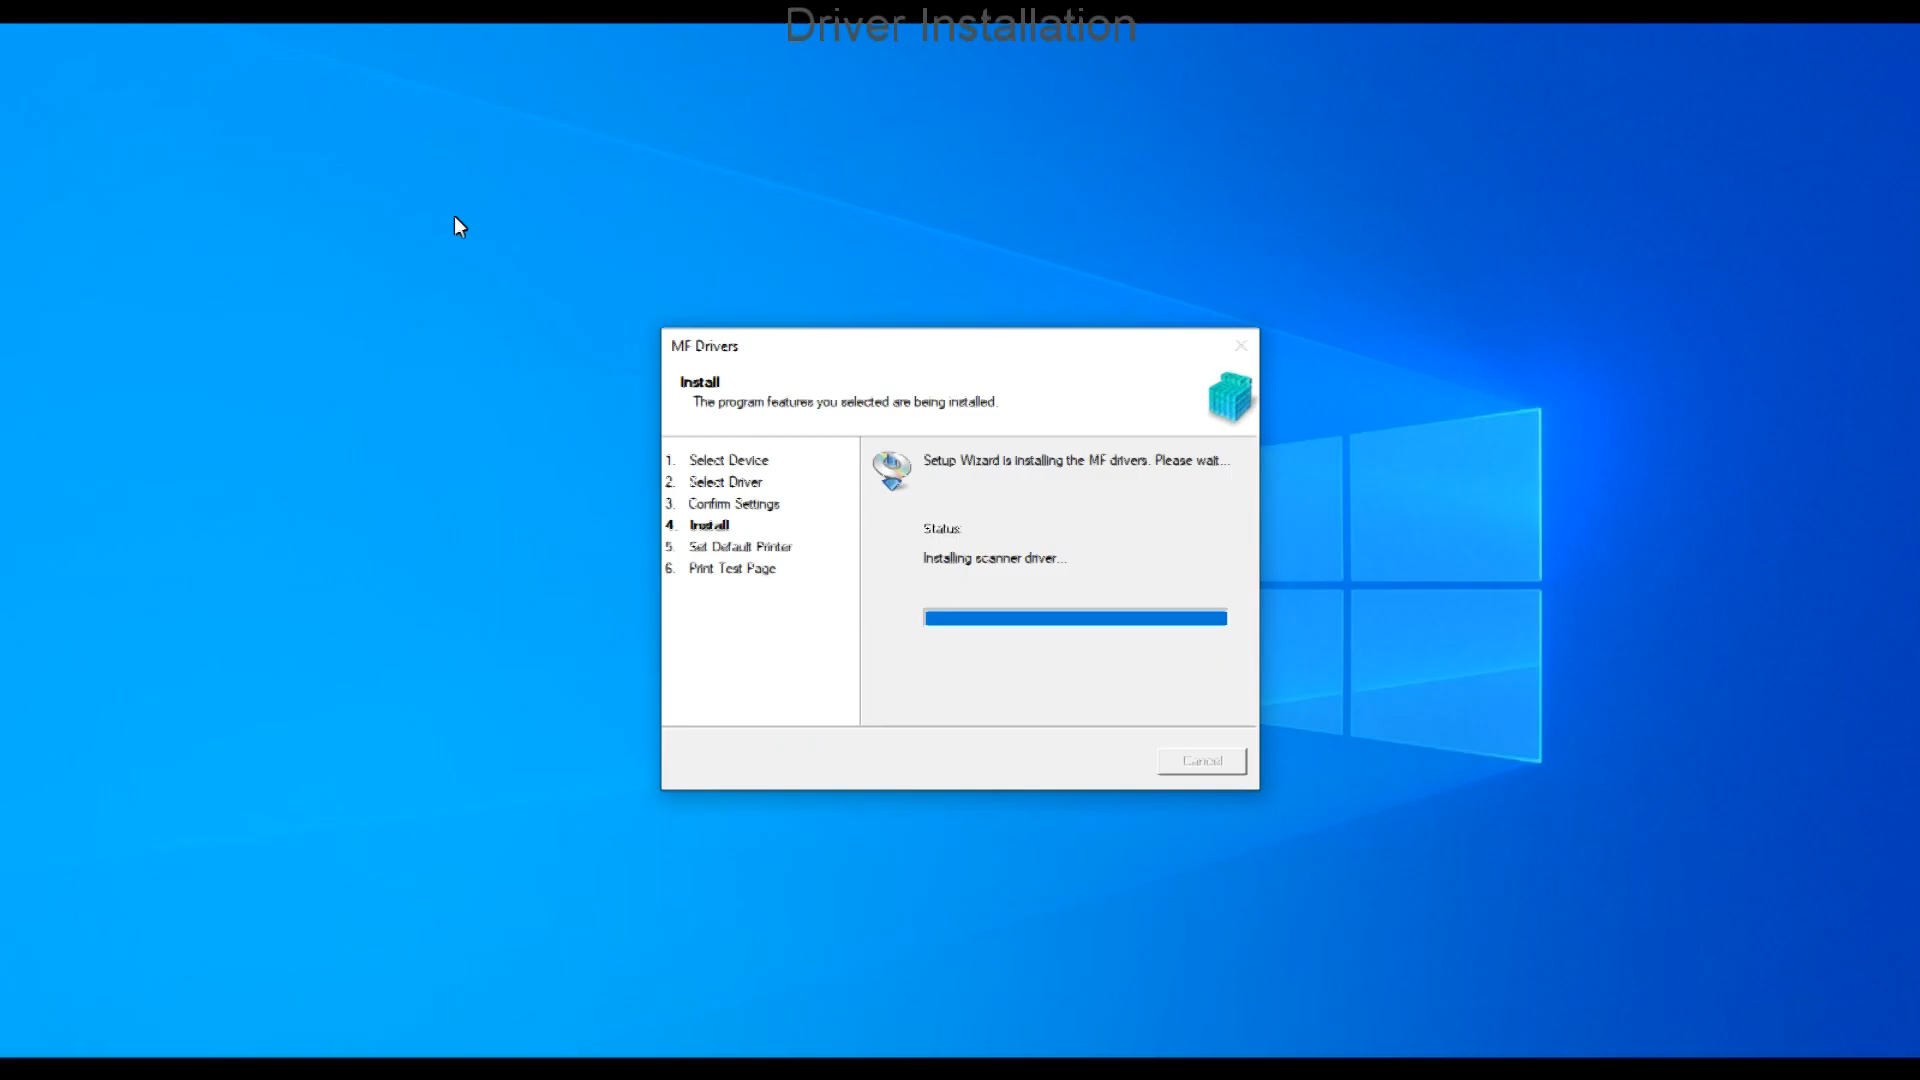 Driver Installation
MF Drivers
Install
The program features you selected are being installed.
1. Select Device
2. Select Driver
3. Confirm Settings
4. Install
5. Set Default Printer
6. Print Test Page
Setup Wizard is installing the MF drivers. Please wait...
Status:
Installing scanner driver...
Cancel